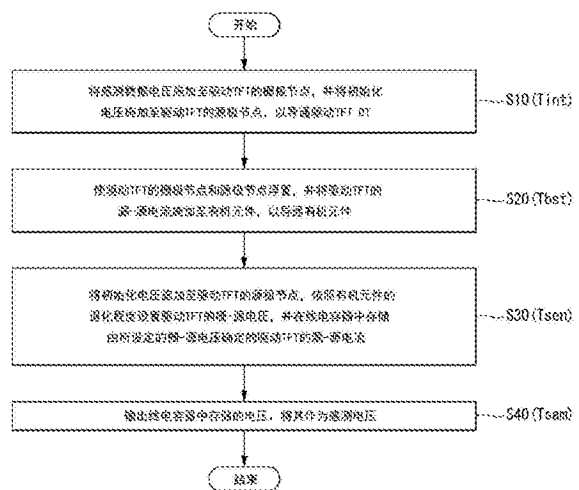 开始
将感测数据电压施加至驱动TFT的栅极节点，并将初始化
电压施加至驱动TFT的源极节点，以导通驱动TFT DT
S10(Tint)
使驱动TFT的栅极节点和源极节点浮置，并将驱动TFT的
漏-源电流施加至有机元件，以导通有机元件
S20(Tbst)
将初始化电压施加至驱动TFT的源极节点，依照有机元件的
退化程度设置驱动TFT的栅-源电压，并在线电容器中存储
由所设定的栅-源电压确定的驱动TFT的漏-源电流
S30(Tsen)
输出线电容器中存储的电压，将其作为感测电压
S40(Tsam)
结束